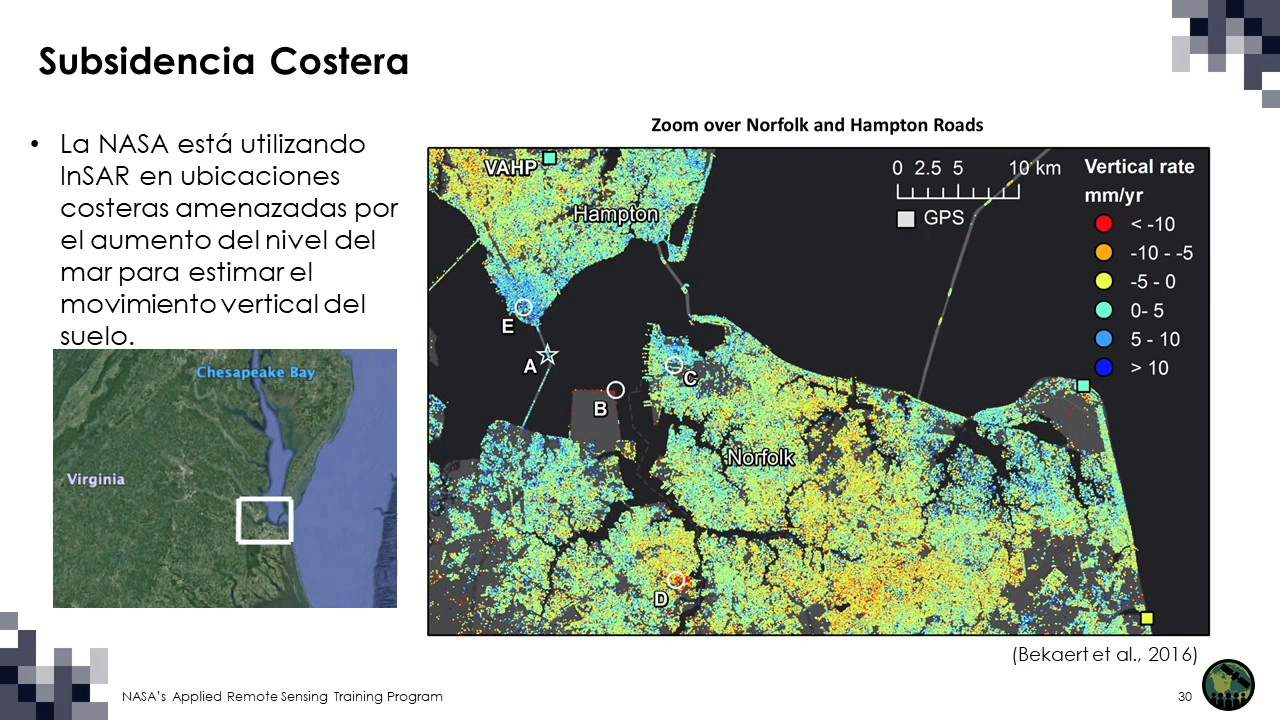 Subsidencia Costera
• La NASA está utilizando
InSAR en ubicaciones
costeras amenazadas por
el aumento del nivel del
mar para estimar el
movimiento vertical del
suelo.
Chesapeake Bay
Virginia
Zoom over Norfolk and Hampton Roads
VAHP
Hampton
0 2.5 5 10 km
GPS
Vertical rate
mm/yr
< -10
-10 - -5
-5 - 0
0- 5
5 - 10
> 10
E
A
B
C
Norfolk
D
(Bekaert et al., 2016)
NASA's Applied Remote Sensing Training Program
30